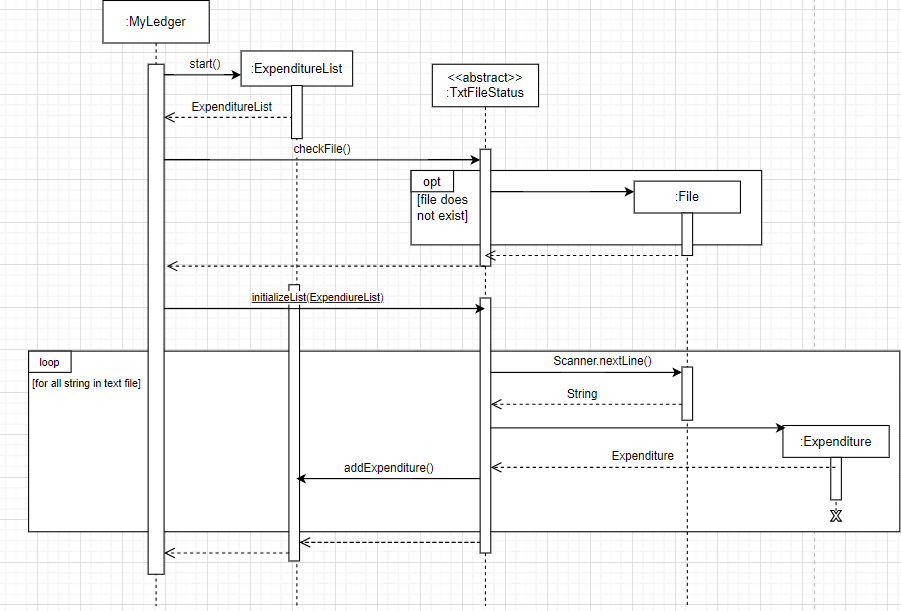 :MyLedger
start()
:ExpenditureList
<<abstract>>
:TxtFileStatus
ExpenditureList
checkFile()
opt
[file does
not exist]
:File
initializeList(ExpendiureList)
loop
[for all string in text file]
Scanner.nextLine()
String
:Expenditure
Expenditure
addExpenditure()